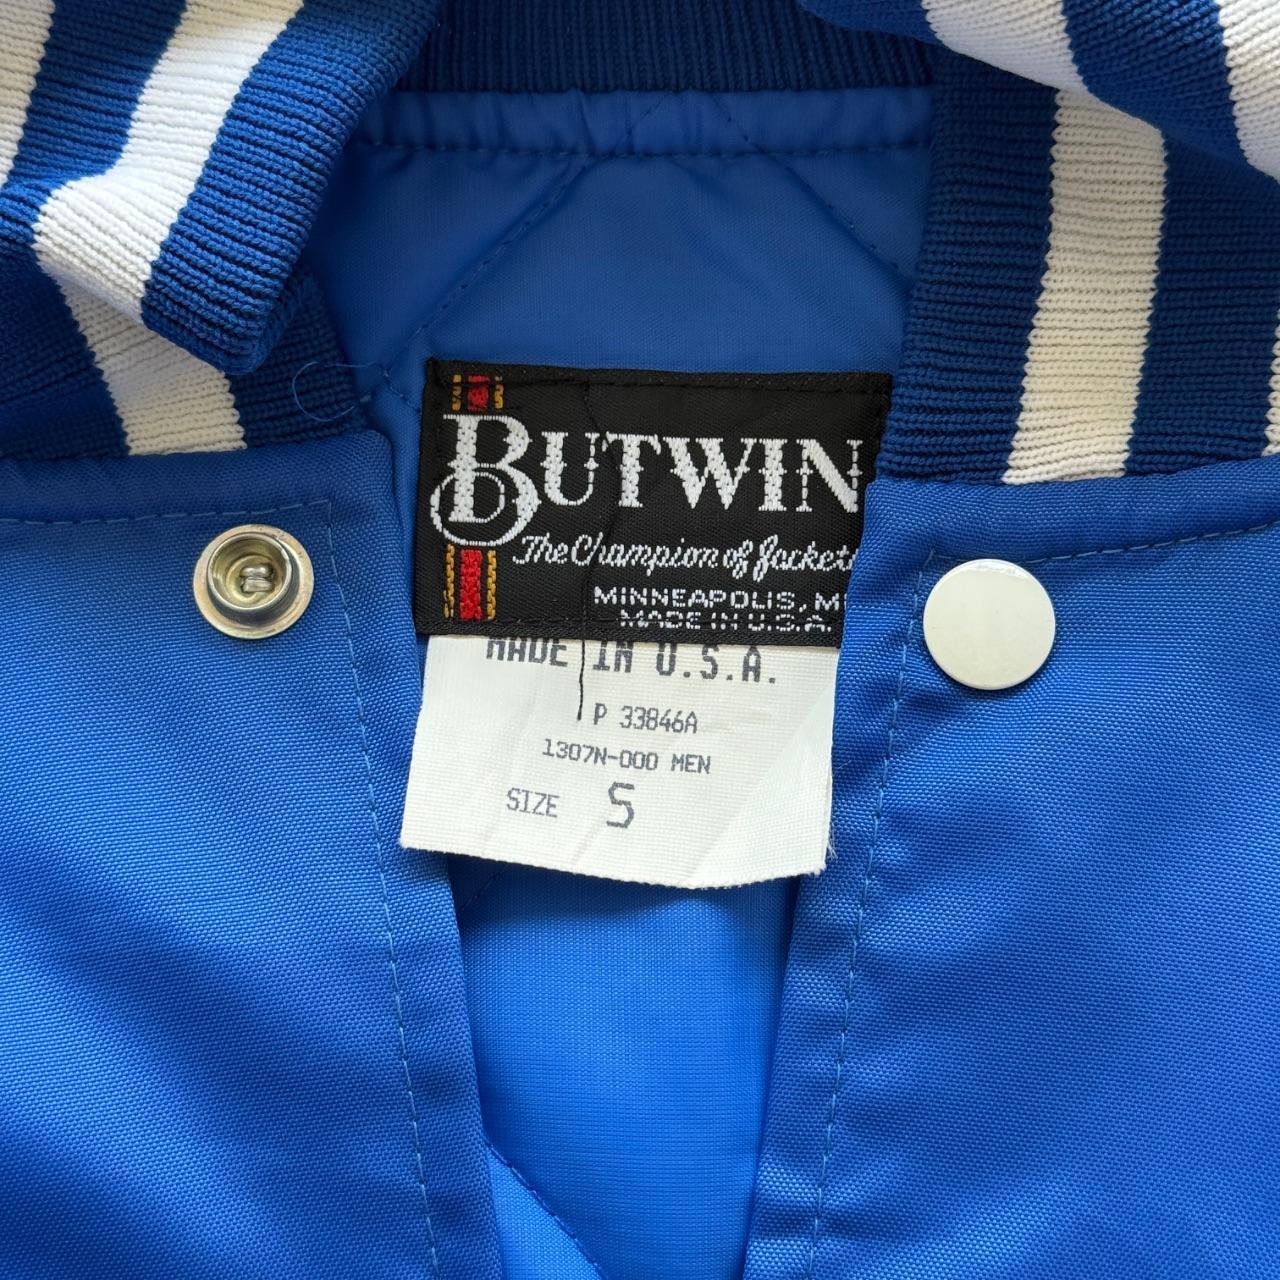 BUTWIN
The Champion of Jackets
MINNEAPOLIS, M
MADE IN U.S.A.
MADE IN U.S.A.
P 33846A
1307N-000 MEN
SIZE S